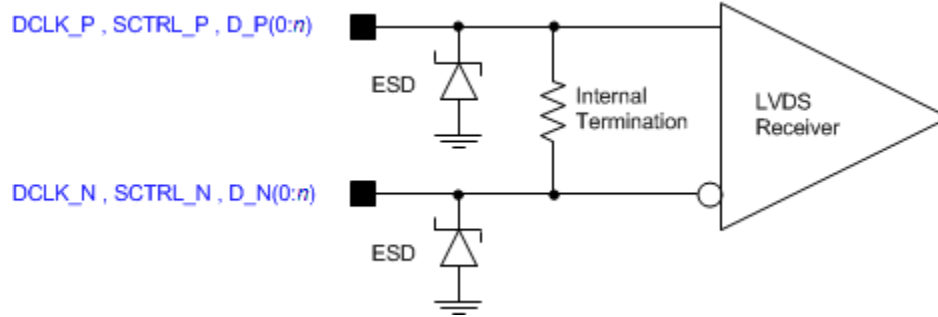 DCLK_P , SCTRL_P , D_P(0:n)
ESD
Internal
Termination
LVDS
Receiver
DCLK_N , SCTRL_N , D_N(0:n)
ESD